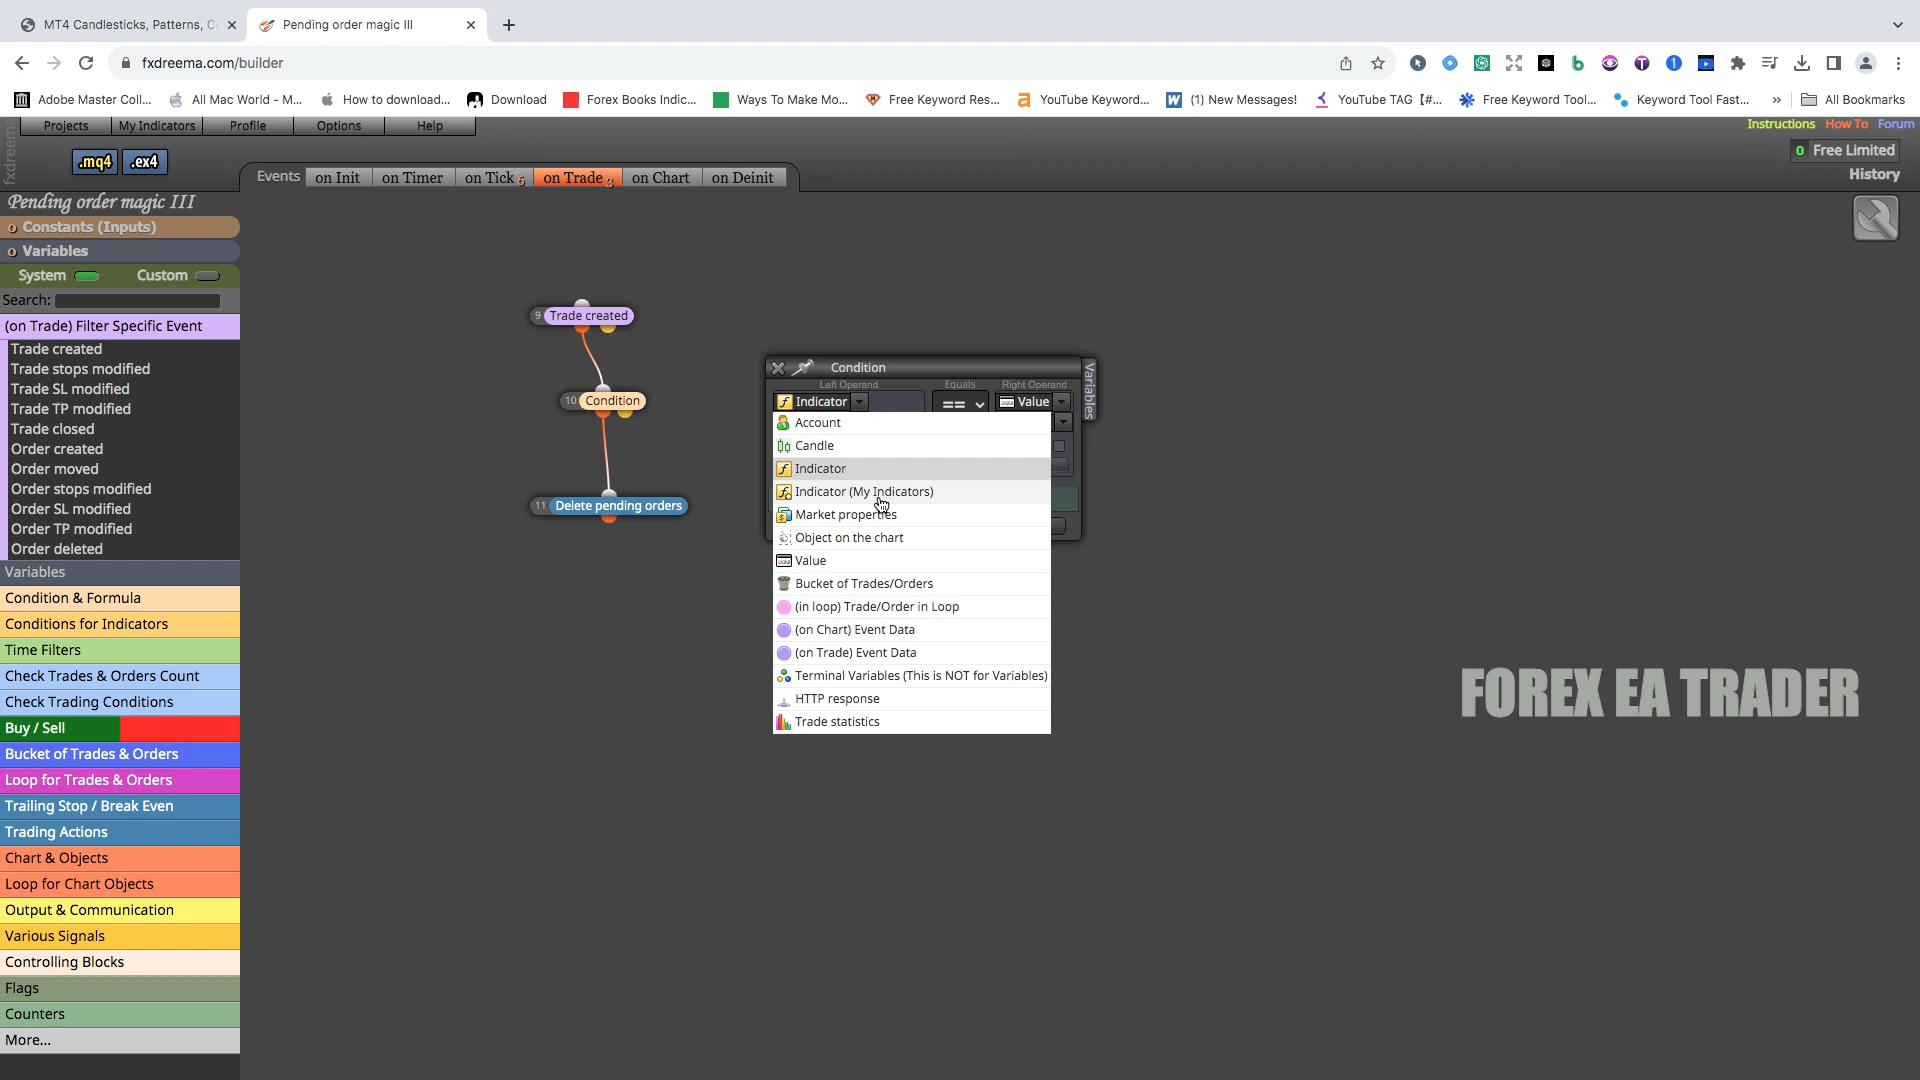 MT4 Candlesticks, Patterns, C
Pending order magic III
fxdreema.com/builder
Adobe Master Coll...
All Mac World - M...
How to download...
Download
Forex Books Indic...
Ways To Make Mo...
Free Keyword Res...
YouTube Keyword...
(1) New Messages!
YouTube TAG【#...
Free Keyword Tool...
Keyword Tool Fast...
»
All Bookmarks
fxdreema
Projects
My Indicators
Profile
Options
Help
Instructions
How To
Forum
.mq4
.ex4
0 Free Limited
History
Events
on Init
on Timer
on Tick 6
on Trade 3
on Chart
on Deinit
Pending order magic III
o Constants (Inputs)
o Variables
System
Custom
Search:
(on Trade) Filter Specific Event
Trade created
Trade stops modified
Trade SL modified
Trade TP modified
Trade closed
Order created
Order moved
Order stops modified
Order SL modified
Order TP modified
Order deleted
Variables
Condition & Formula
Conditions for Indicators
Time Filters
Check Trades & Orders Count
Check Trading Conditions
Buy / Sell
Bucket of Trades & Orders
Loop for Trades & Orders
Trailing Stop / Break Even
Trading Actions
Chart & Objects
Loop for Chart Objects
Output & Communication
Various Signals
Controlling Blocks
Flags
Counters
More...
9 Trade created
10 Condition
11 Delete pending orders
Condition
Variables
Left Operand
Equals
Right Operand
Indicator
==
Value
Account
Candle
Indicator
Indicator (My Indicators)
Market properties
Object on the chart
Value
Bucket of Trades/Orders
(in loop) Trade/Order in Loop
(on Chart) Event Data
(on Trade) Event Data
Terminal Variables (This is NOT for Variables)
HTTP response
Trade statistics
FOREX EA TRADER